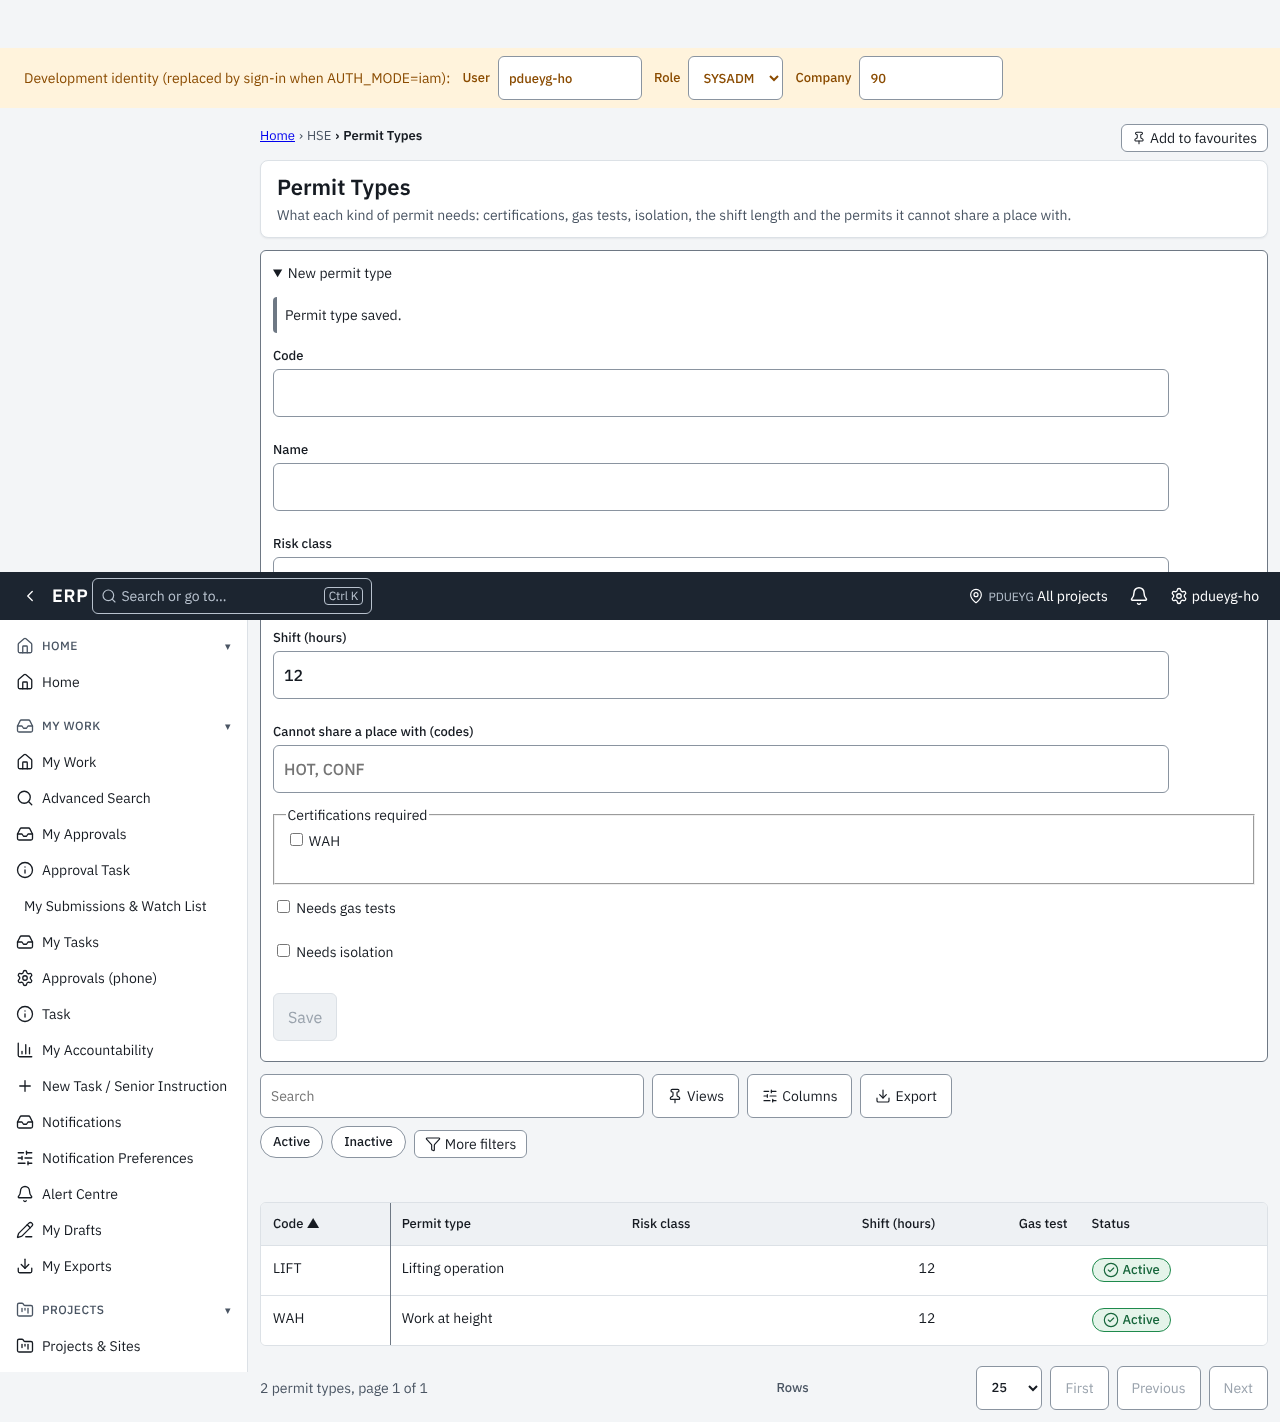 Development identity (replaced by sign-in when AUTH_MODE=iam): User pdueyg-ho Role SYSADM Company 90
Home › HSE › Permit Types
Add to favourites
Permit Types
What each kind of permit needs: certifications, gas tests, isolation, the shift length and the permits it cannot share a place with.
▼ New permit type
Permit type saved.
Code
Name
Risk class
ERP Search or go to... Ctrl K PDUEYG All projects pdueyg-ho
HOME ▾
Home
MY WORK ▾
My Work
Advanced Search
My Approvals
Approval Task
My Submissions & Watch List
My Tasks
Approvals (phone)
Task
My Accountability
New Task / Senior Instruction
Notifications
Notification Preferences
Alert Centre
My Drafts
My Exports
PROJECTS ▾
Projects & Sites
Shift (hours)
12
Cannot share a place with (codes)
HOT, CONF
Certifications required
WAH
Needs gas tests
Needs isolation
Save
Search Views Columns Export
Active Inactive More filters
Code ▲ Permit type Risk class Shift (hours) Gas test Status
LIFT Lifting operation 12 Active
WAH Work at height 12 Active
2 permit types, page 1 of 1 Rows 25 First Previous Next